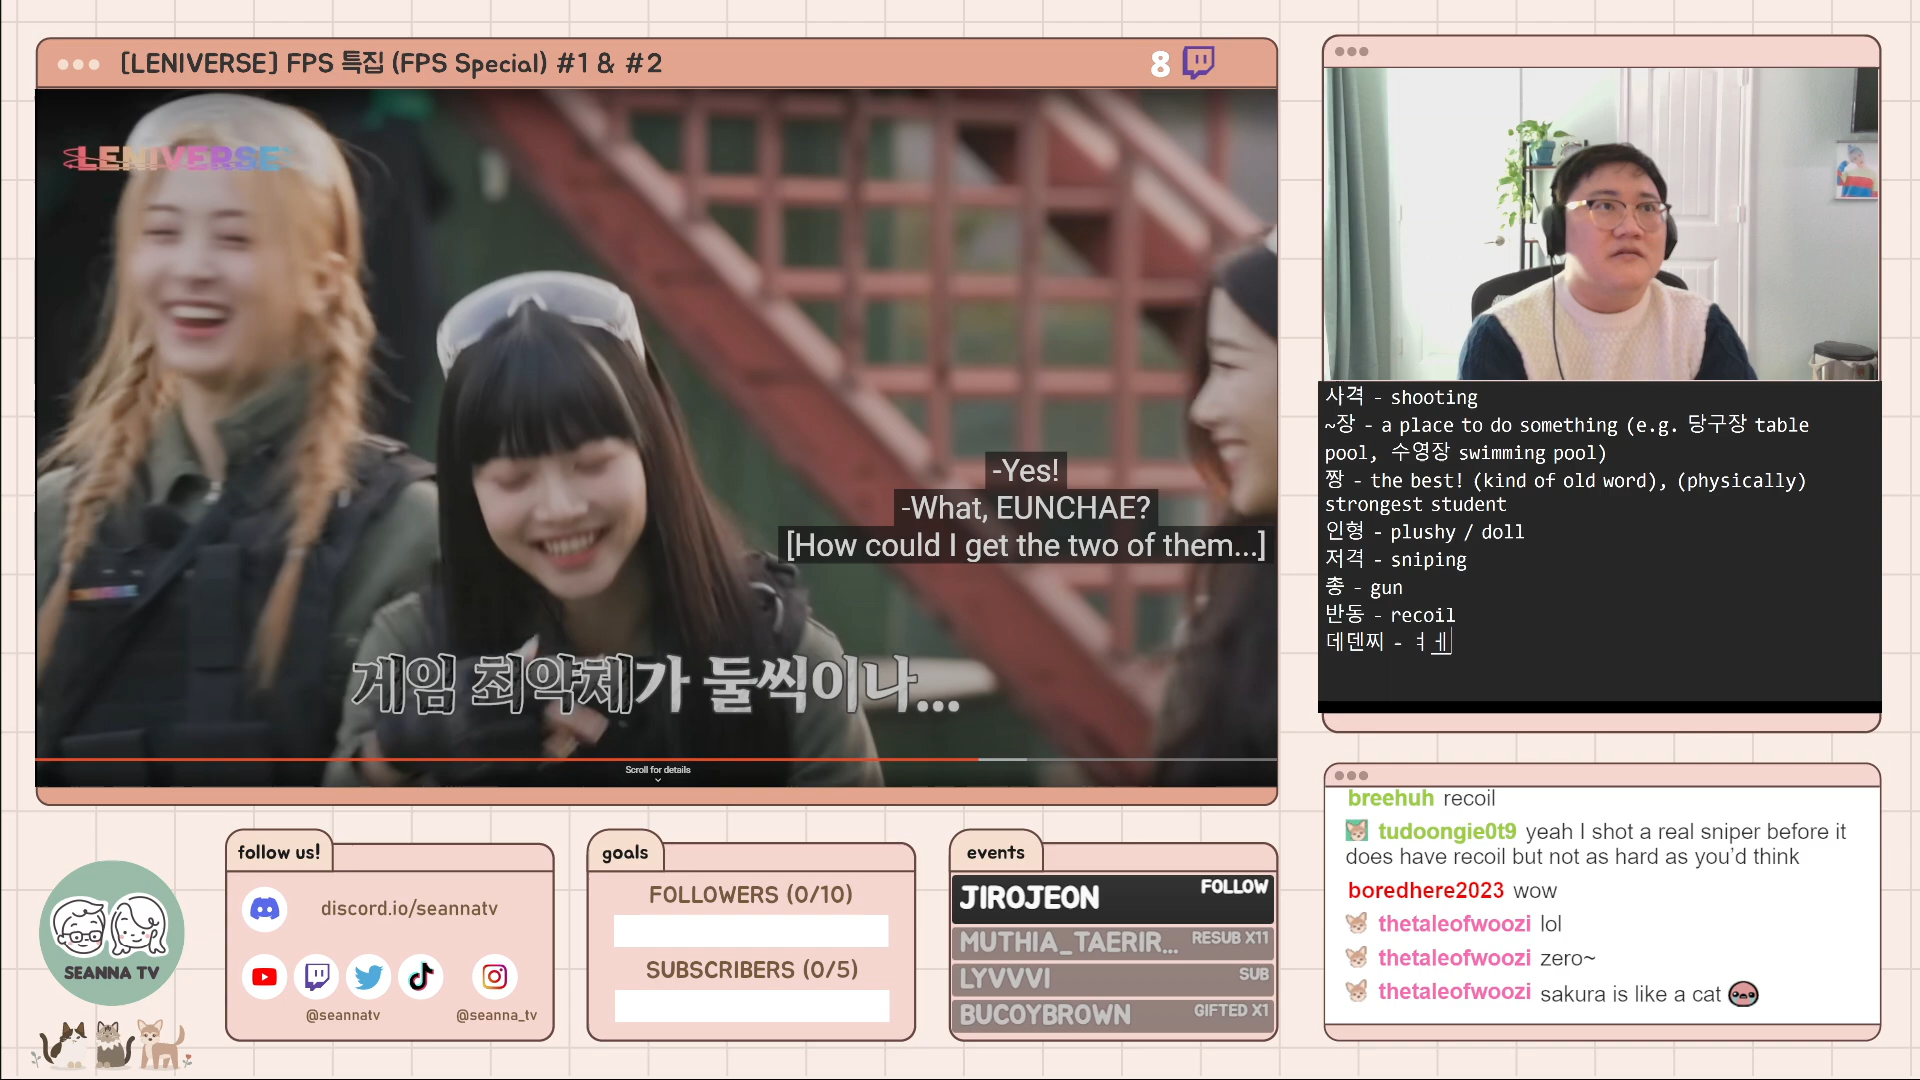 [LENIVERSE] FPS 특집 (FPS Special) #1 & #2
8
LENIVERSE
-Yes!
-What, EUNCHAE?
[How could I get the two of them...]
게임 최약체가 둘씩이나...
Scroll for details
사격 - shooting
~장 - a place to do something (e.g. 당구장 table
pool, 수영장 swimming pool)
짱 - the best! (kind of old word), (physically)
strongest student
인형 - plushy / doll
저격 - sniping
총 - gun
반동 - recoil
데덴찌 - ㅕㅔ
breehuh recoil
tudoongie0t9 yeah I shot a real sniper before it
does have recoil but not as hard as you'd think
boredhere2023 wow
thetaleofwoozi lol
thetaleofwoozi zero~
thetaleofwoozi sakura is like a cat
SEANNA TV
follow us!
discord.io/seannatv
@seannatv
@seanna_tv
goals
FOLLOWERS (0/10)
SUBSCRIBERS (0/5)
events
JIROJEON FOLLOW
MUTHIA_TAERIR... RESUB X11
LYVVVI SUB
BUCOYBROWN GIFTED X1